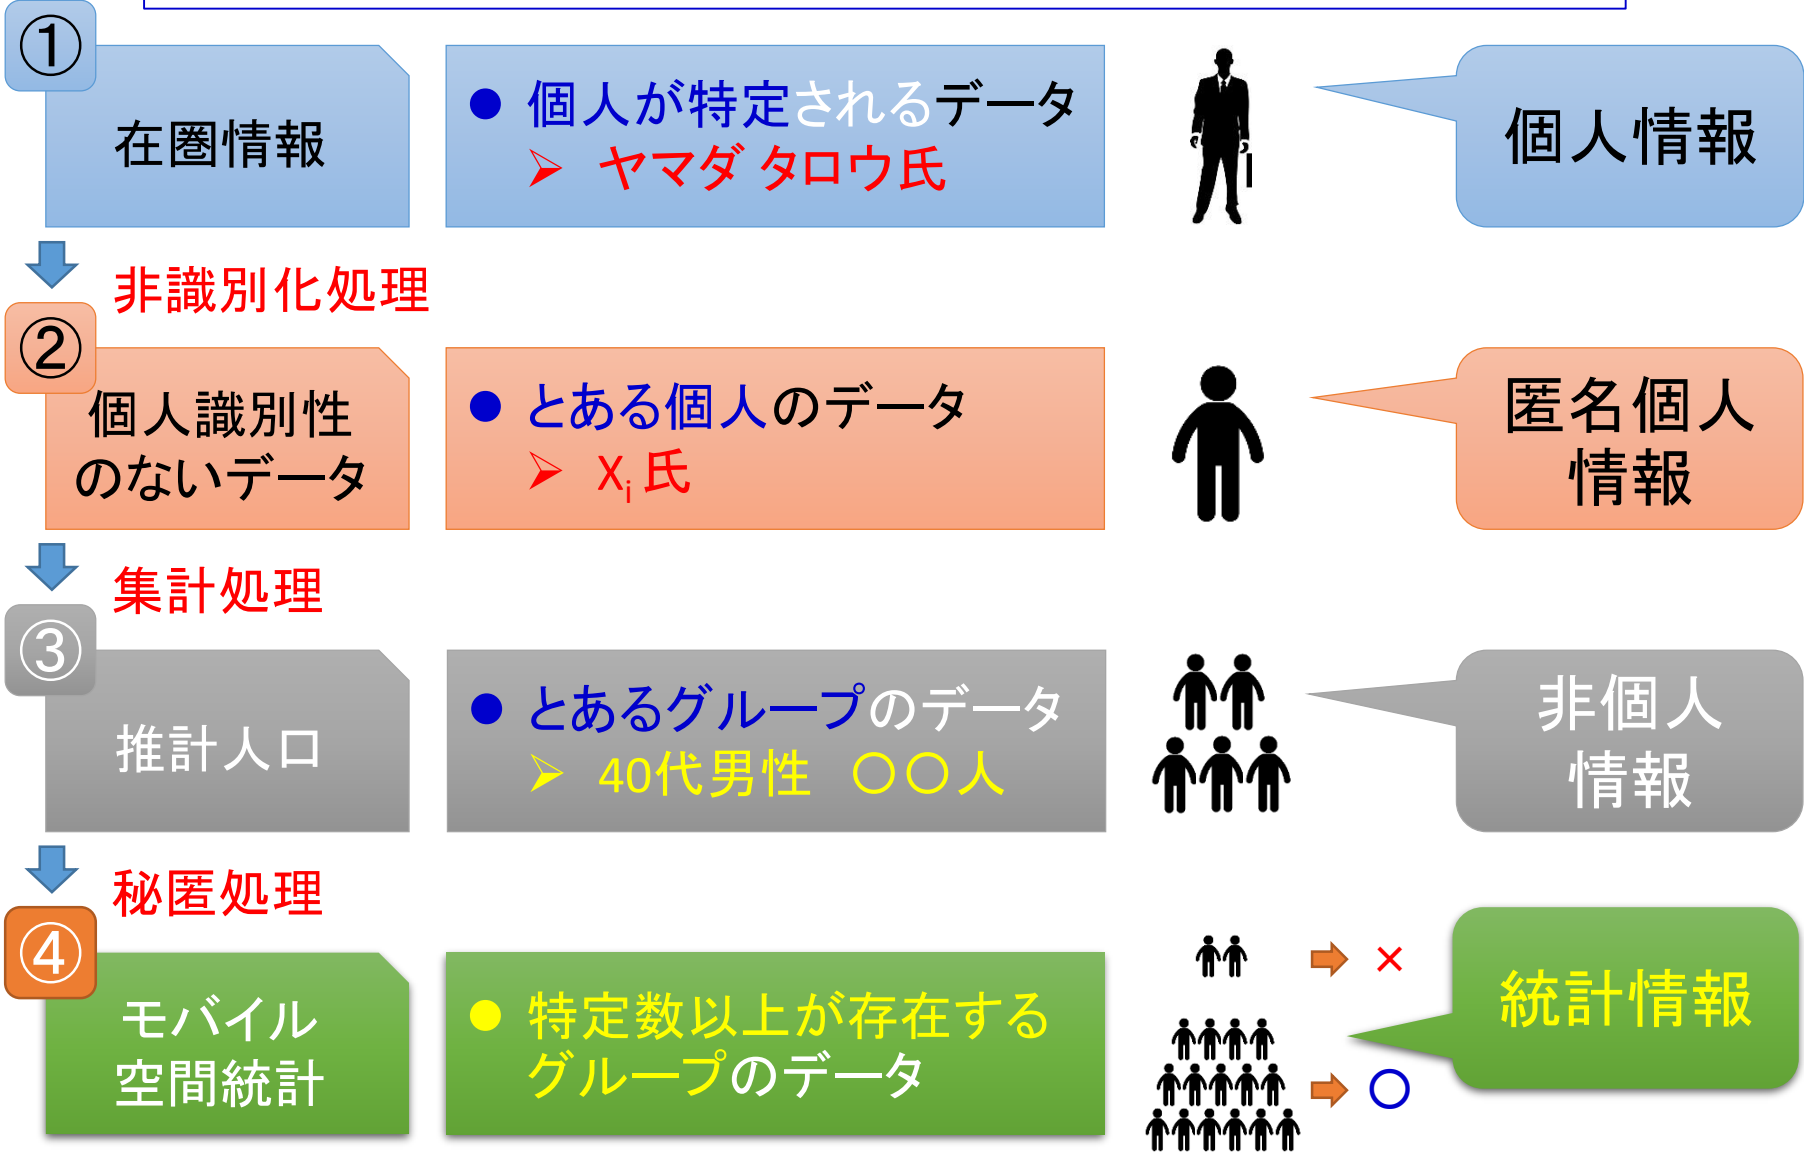 ①
在圏情報
● 個人が特定されるデータ
➢ ヤマダ タロウ氏
個人情報
非識別化処理
②
個人識別性
のないデータ
● とある個人のデータ
➢ Xi 氏
匿名個人
情報
集計処理
③
推計人口
● とあるグループのデータ
➢ 40代男性 〇〇人
非個人
情報
秘匿処理
④
モバイル
空間統計
● 特定数以上が存在する
グループのデータ
×
〇
統計情報